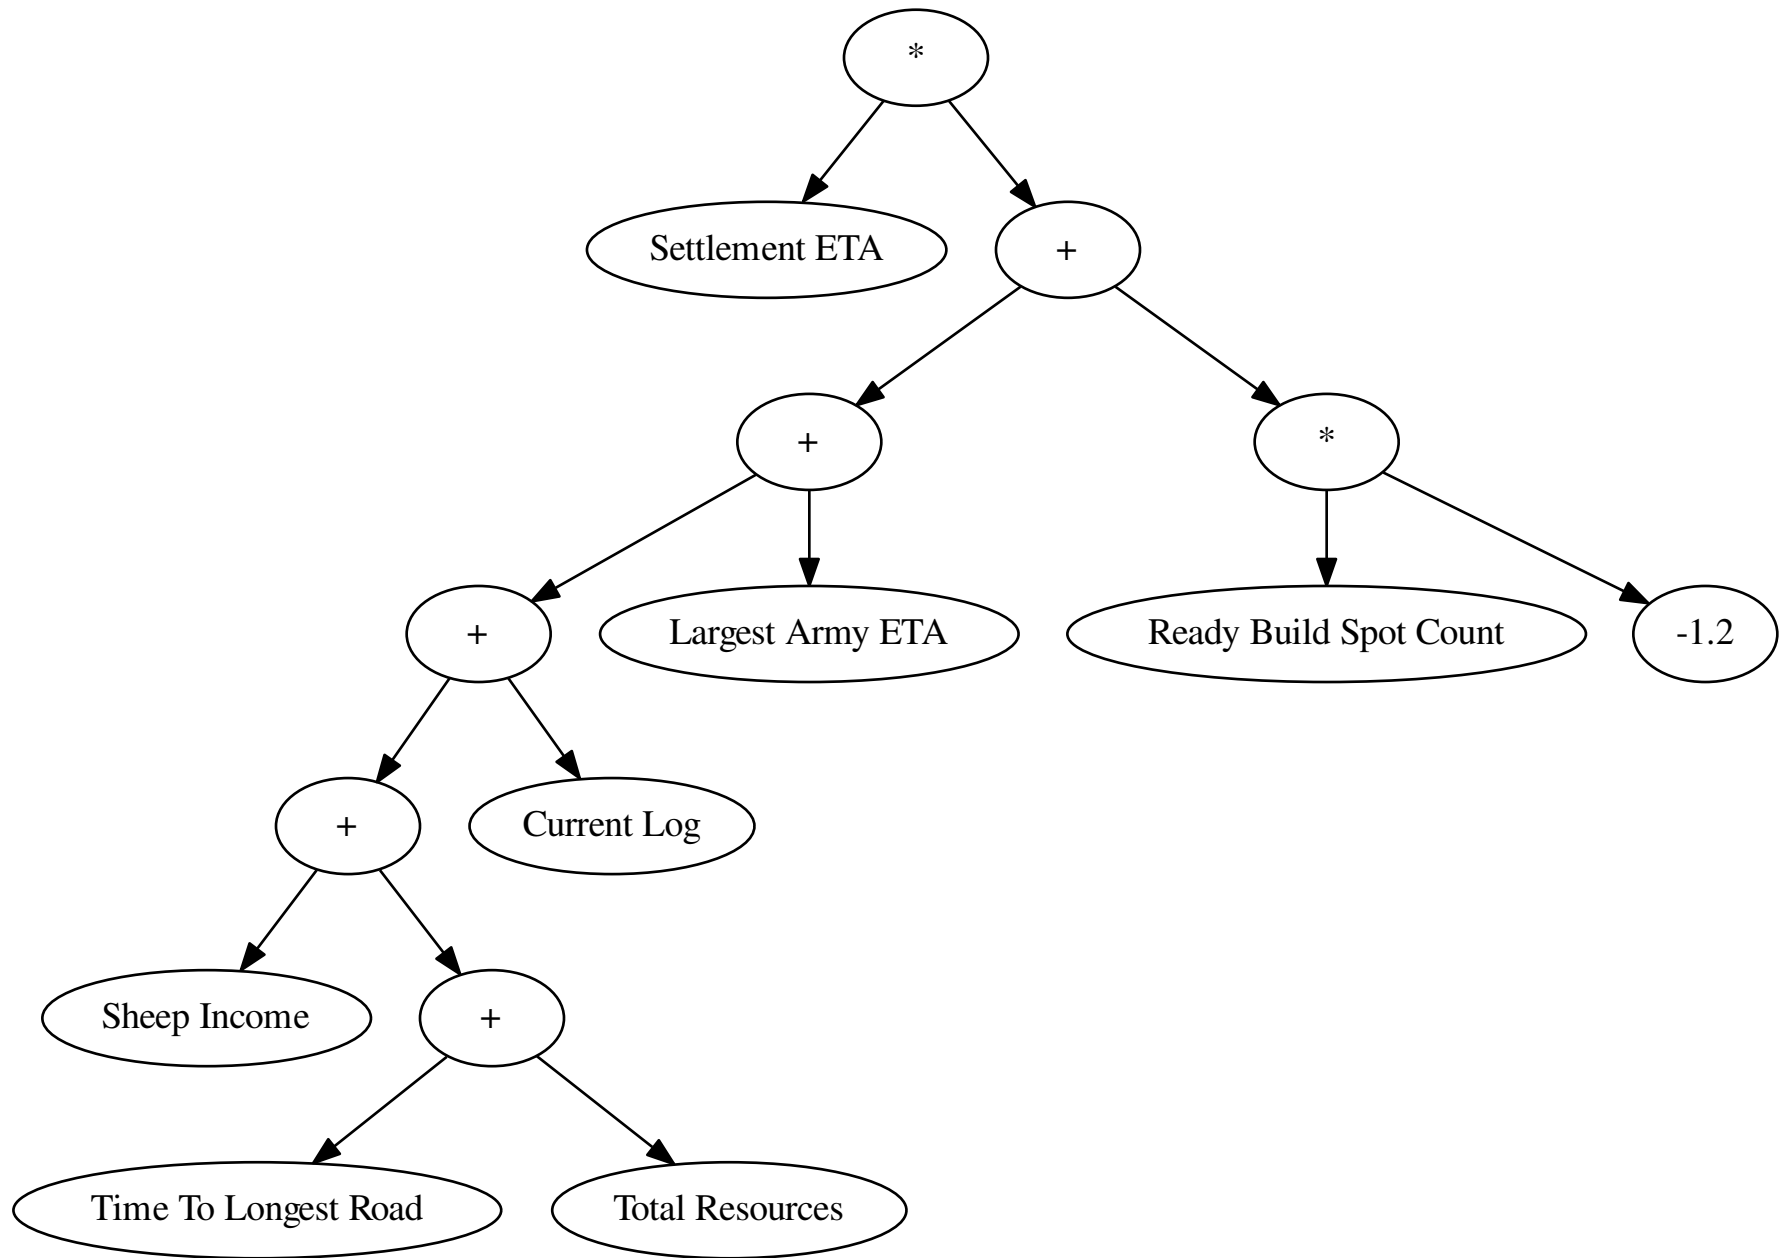 *
Settlement ETA
+
+
*
+
Largest Army ETA
Ready Build Spot Count
-1.2
+
Current Log
Sheep Income
+
Time To Longest Road
Total Resources